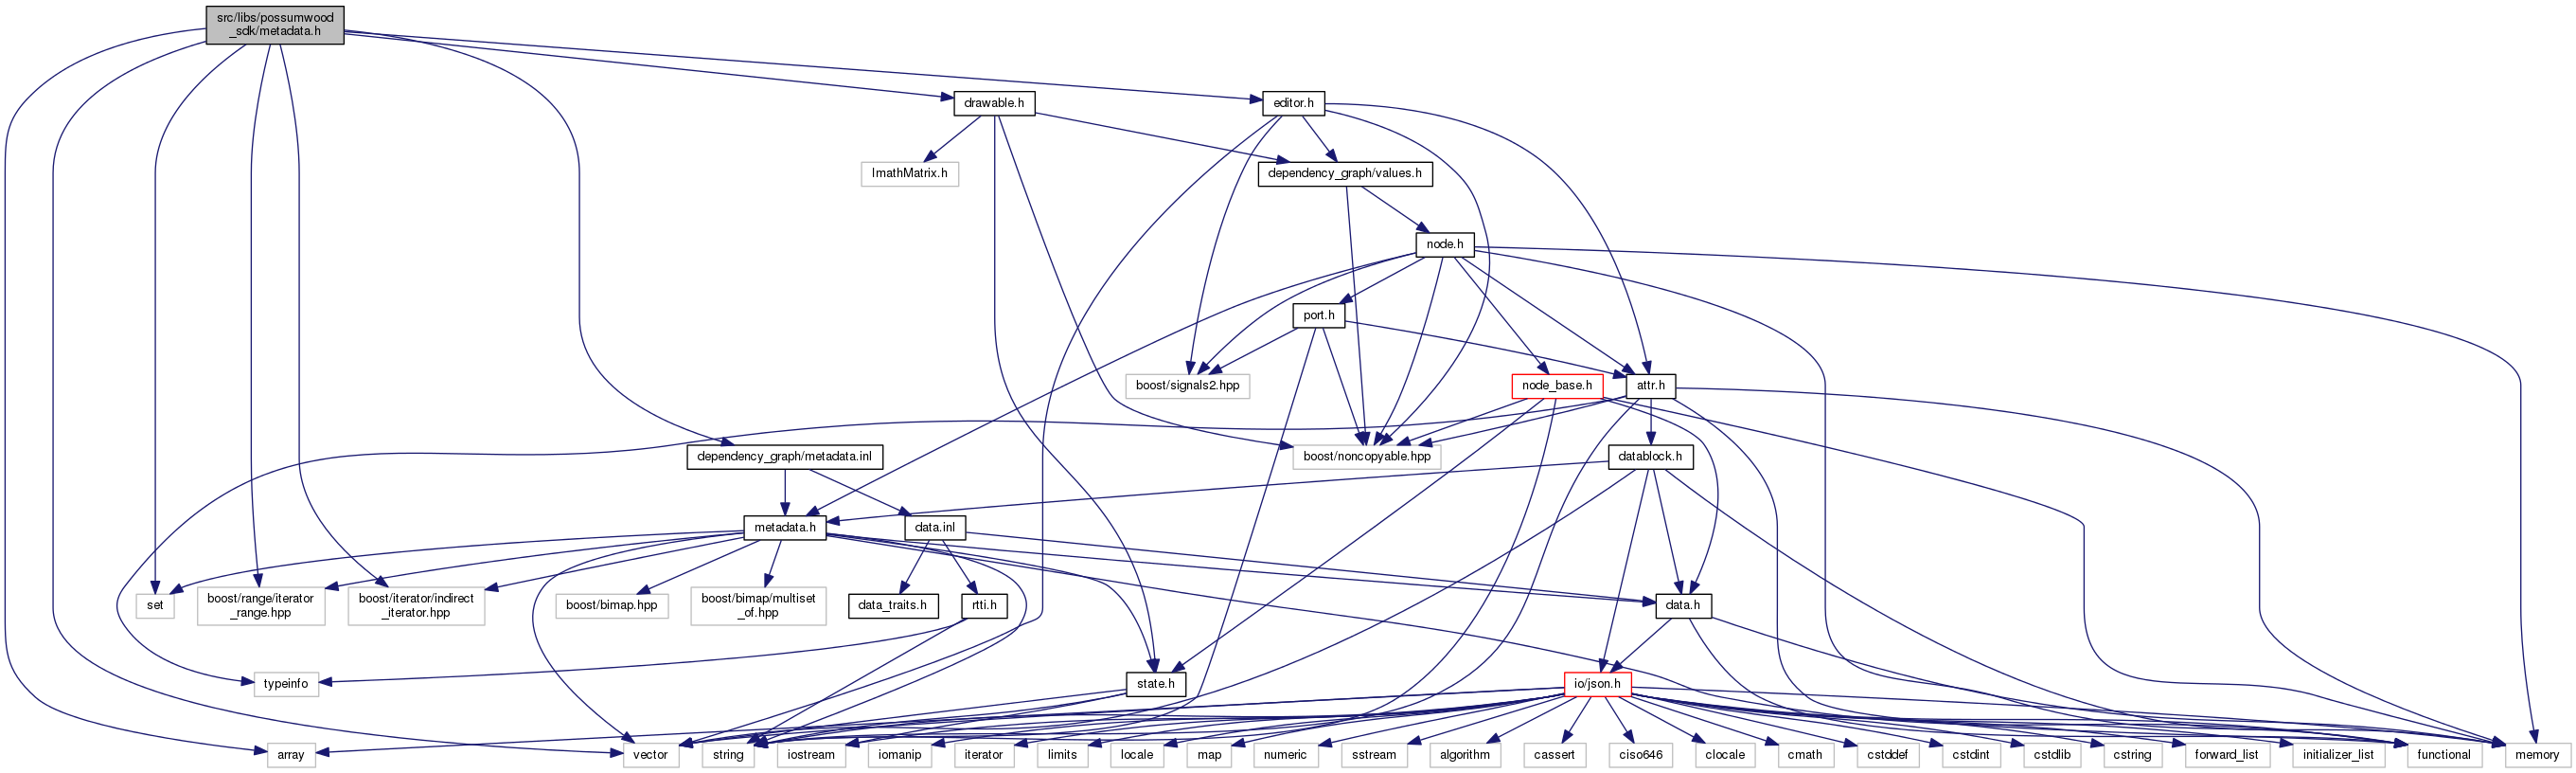 src/libs/possumwood
_sdk/metadata.h
drawable.h
editor.h
ImathMatrix.h
dependency_graph/values.h
node.h
port.h
boost/signals2.hpp
node_base.h
attr.h
dependency_graph/metadata.inl
boost/noncopyable.hpp
datablock.h
metadata.h
data.inl
set
boost/range/iterator
_range.hpp
boost/iterator/indirect
_iterator.hpp
boost/bimap.hpp
boost/bimap/multiset
_of.hpp
data_traits.h
rtti.h
data.h
typeinfo
state.h
io/json.h
array
vector
string
iostream
iomanip
iterator
limits
locale
map
numeric
sstream
algorithm
cassert
ciso646
clocale
cmath
cstddef
cstdint
cstdlib
cstring
forward_list
initializer_list
functional
memory